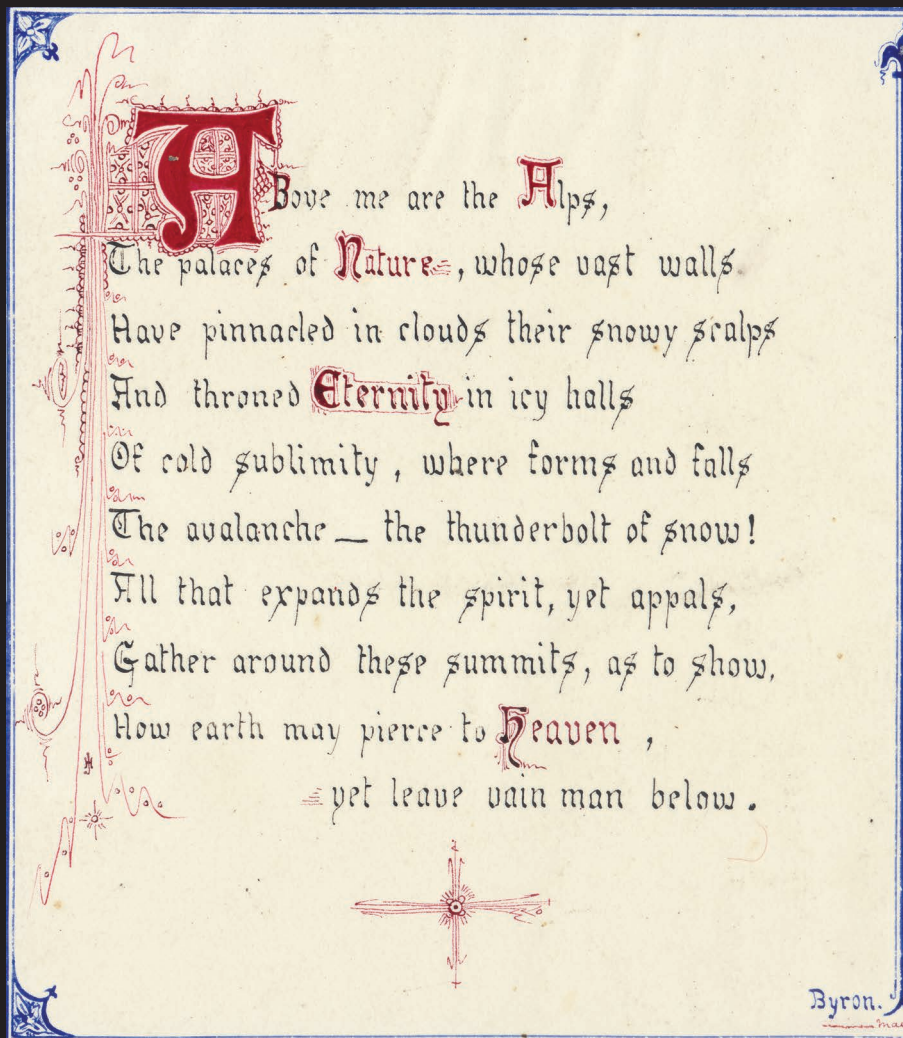 ABove me are the Alps,
The palaces of Nature, whose vast walls
Have pinnacled in clouds their snowy scalps
And throned Eternity in icy halls
Of cold sublimity, where forms and falls
The avalanche — the thunderbolt of snow!
All that expands the spirit, yet appals,
Gather around these summits, as to show,
How earth may pierce to Heaven,
yet leave vain man below.
Byron.